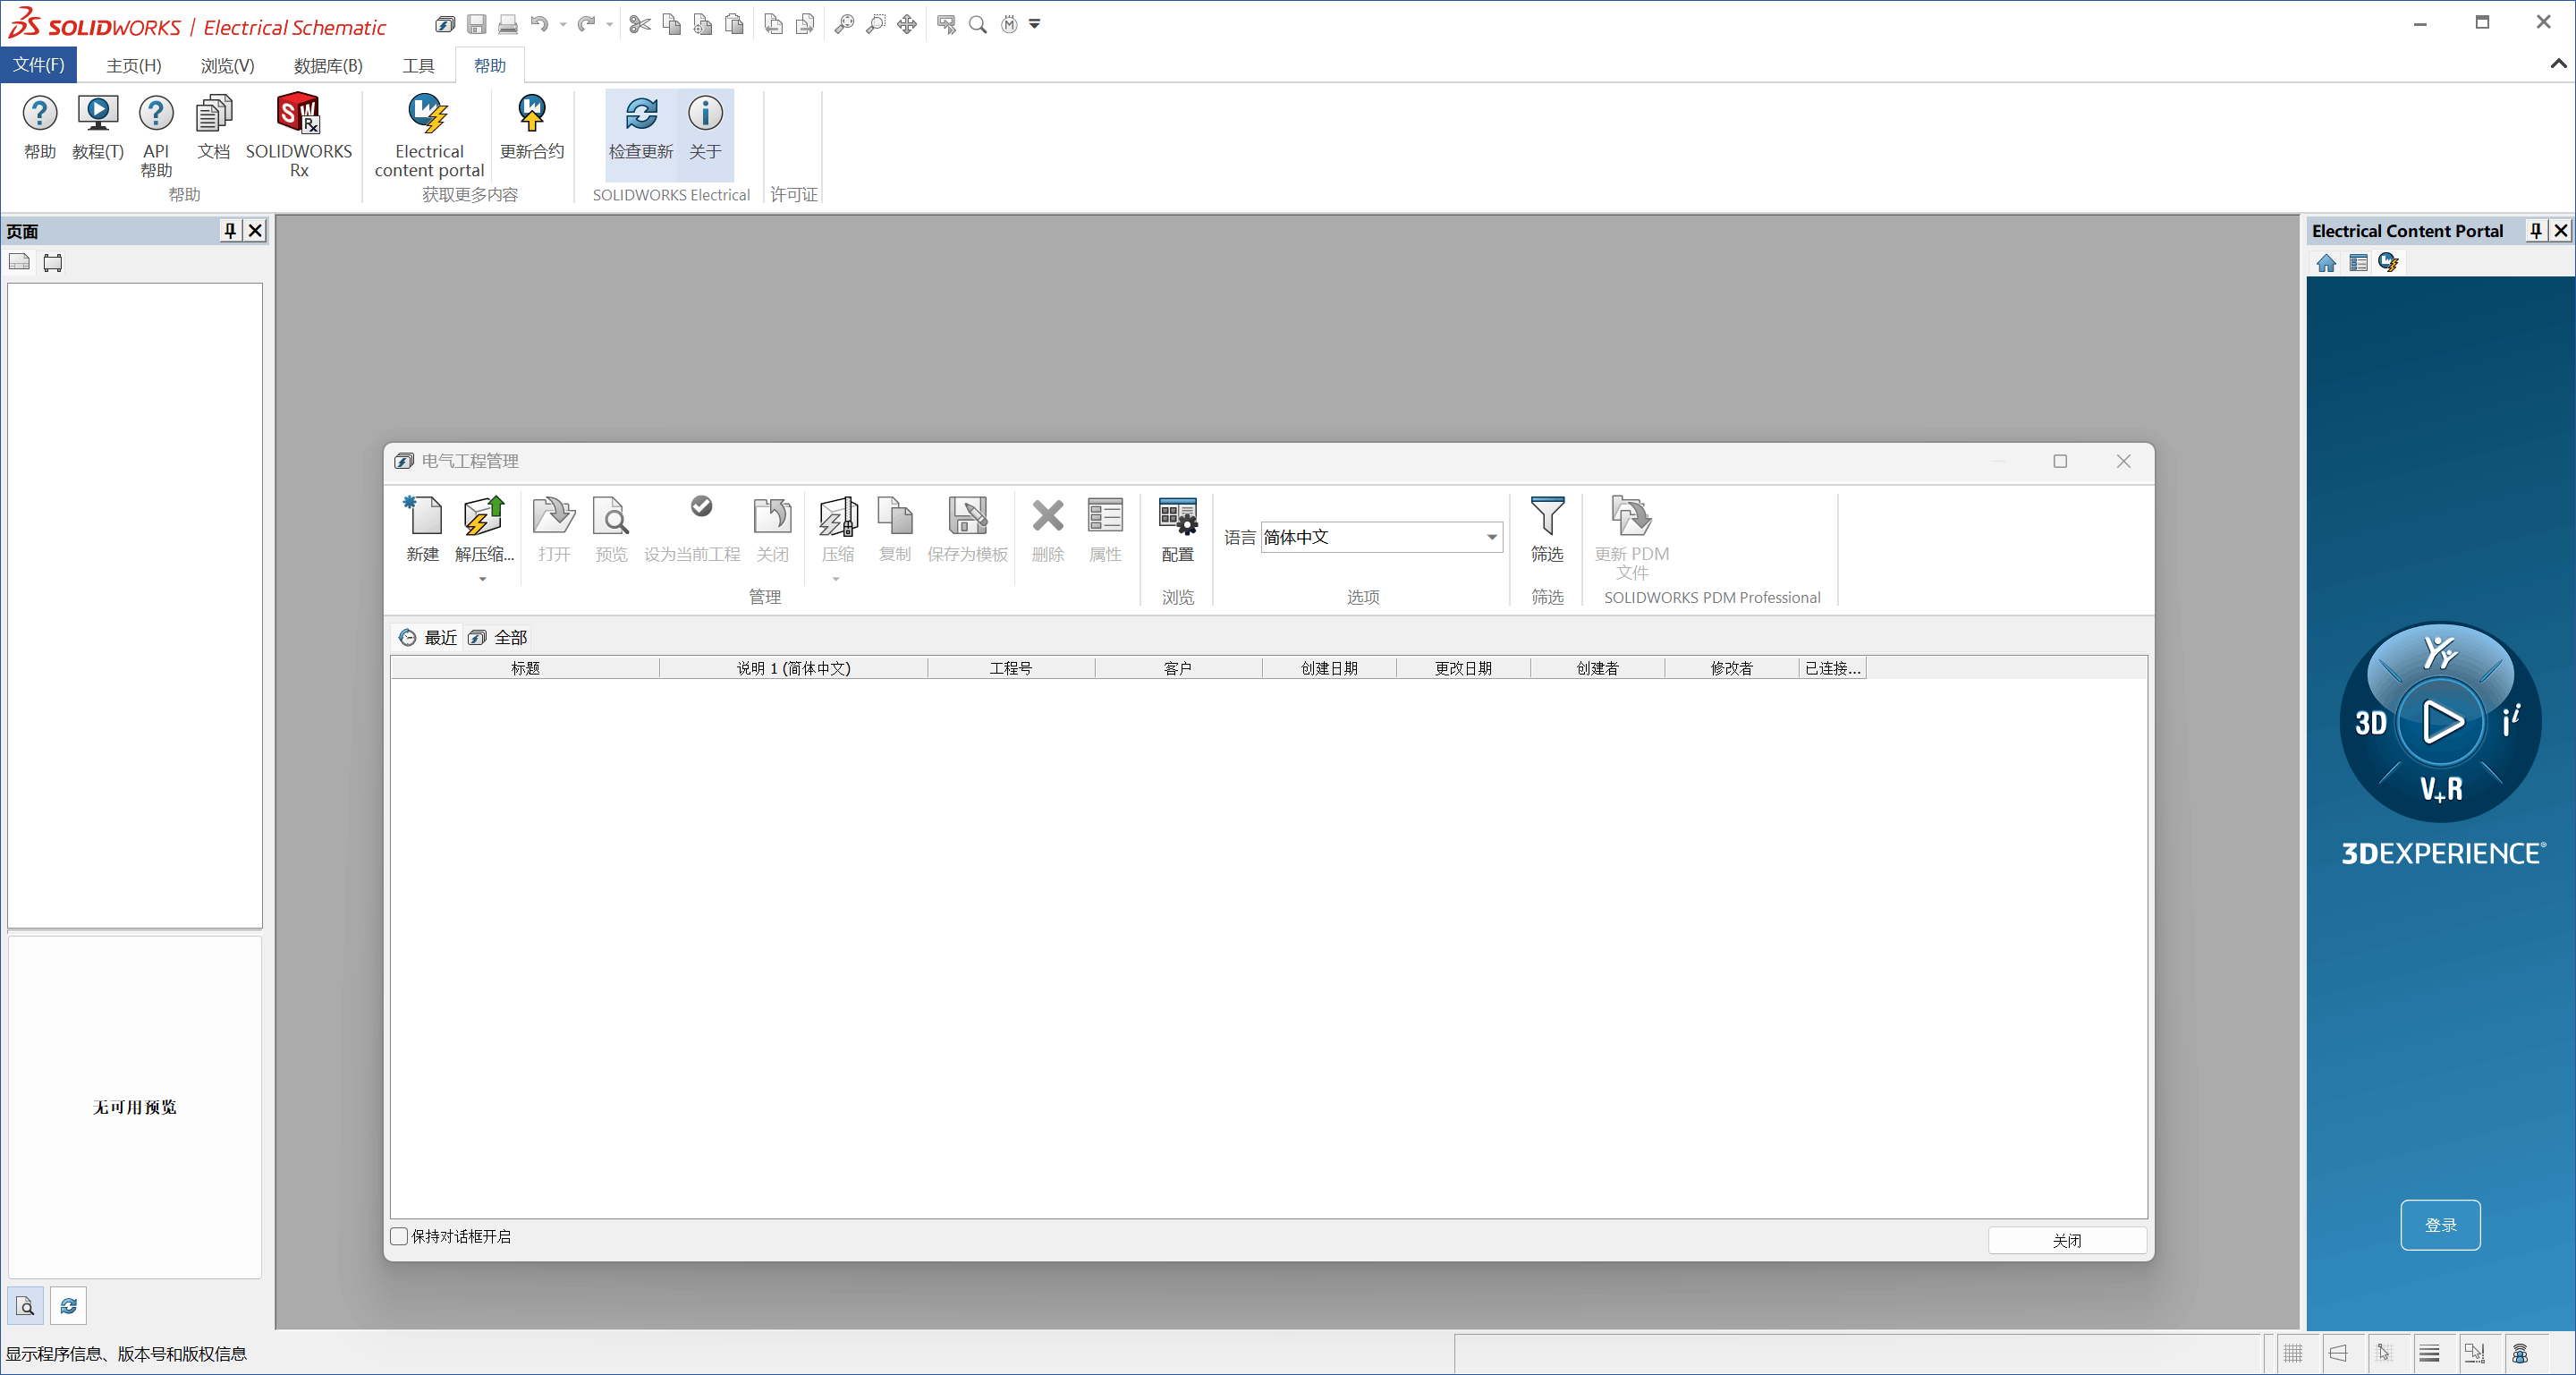 SOLIDWORKS | Electrical Schematic
文件(F) 主页(H) 浏览(V) 数据库(B) 工具 帮助
帮助 教程(T) API 帮助 文档 SOLIDWORKS Rx Electrical content portal 更新合约 检查更新 关于
帮助 获取更多内容 SOLIDWORKS Electrical 许可证
页面
Electrical Content Portal
电气工程管理
新建 解压缩... 打开 预览 设为当前工程 关闭 压缩 复制 保存为模板 删除 属性 配置 语言 简体中文 筛选 更新 PDM 文件
管理 浏览 选项 筛选 SOLIDWORKS PDM Professional
最近 全部
标题 说明 1 (简体中文) 工程号 客户 创建日期 更改日期 创建者 修改者 已连接...
3D V+R i i
3DEXPERIENCE
无可用预览
登录
保持对话框开启
关闭
显示程序信息、版本号和版权信息